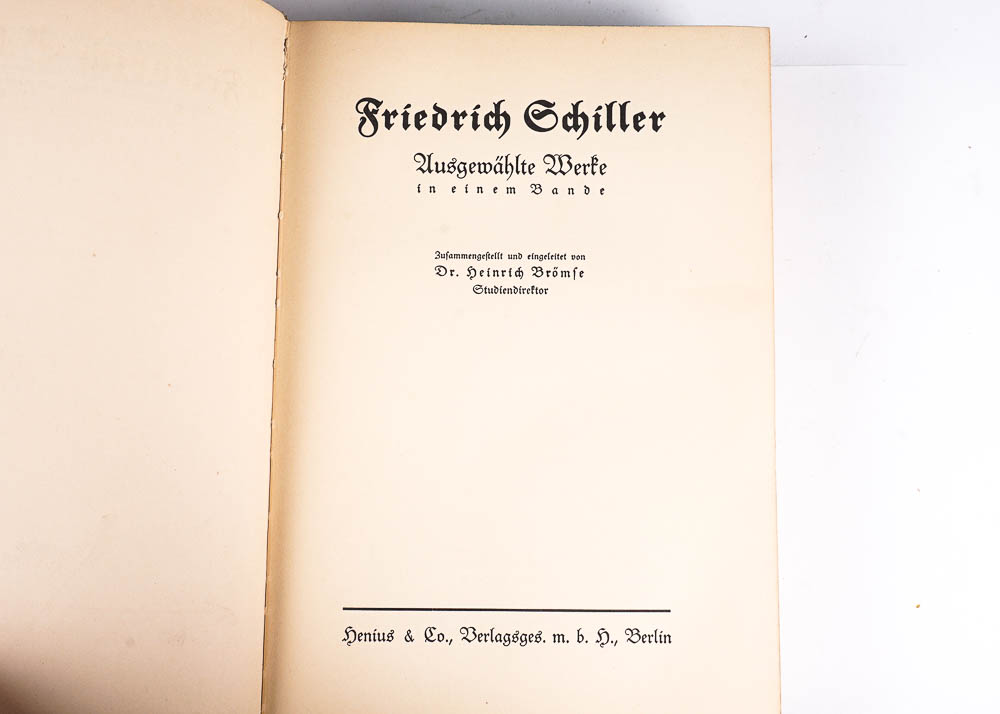 Friedrich Schiller
Ausgewählte Werke
in einem Bande
Zusammengestellt und eingeleitet von
Dr. Heinrich Brömse
Studiendirektor
Henius & Co., Verlagsges. m. b. H., Berlin